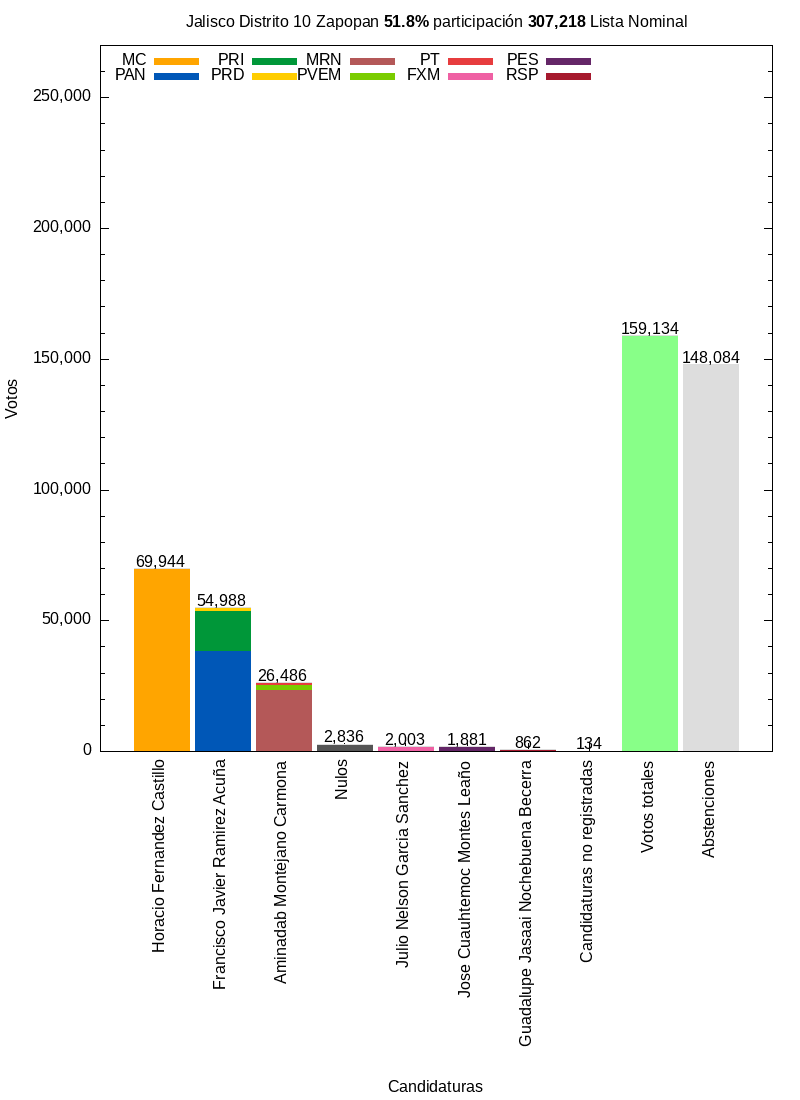 Jalisco Distrito 10 Zapopan 51.8% participación 307,218 Lista Nominal
MC PRI MRN PT PES
PAN PRD PVEM FXM RSP
250,000
200,000
150,000
100,000
50,000
0
Votos
69,944
54,988
26,486
2,836
2,003
1,881
862
134
159,134
148,084
Horacio Fernandez Castillo
Francisco Javier Ramirez Acuña
Aminadab Montejano Carmona
Nulos
Julio Nelson Garcia Sanchez
Jose Cuauhtemoc Montes Leaño
Guadalupe Jasaai Nochebuena Becerra
Candidaturas no registradas
Votos totales
Abstenciones
Candidaturas